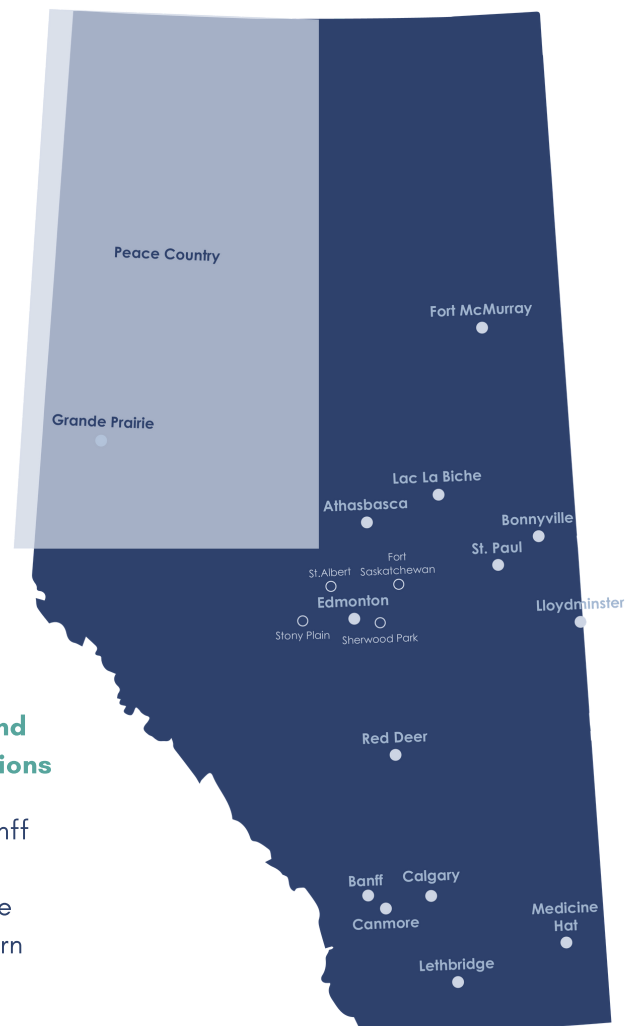 Peace Country
Fort McMurray
Grande Prairie
Lac La Biche
Athasbasca
Bonnyville
St. Paul
Fort
Saskatchewan
St.Albert
Edmonton
Lloydminster
Stony Plain
Sherwood Park
nd
Red Deer
ions
nff
Banff
Calgary
e
Canmore
Medicine
Hat
rn
Lethbridge